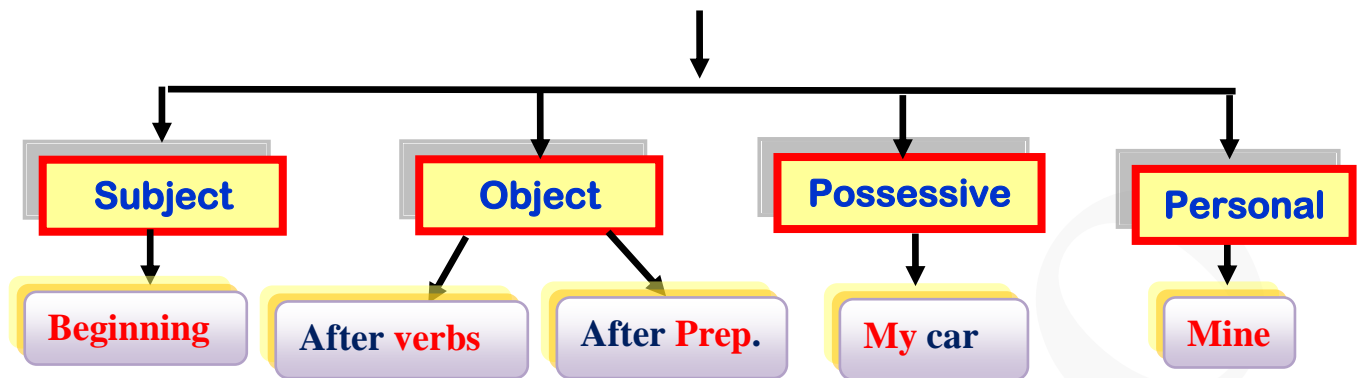 Subject
Object
Possessive
Personal
Beginning
After verbs
After Prep.
My car
Mine